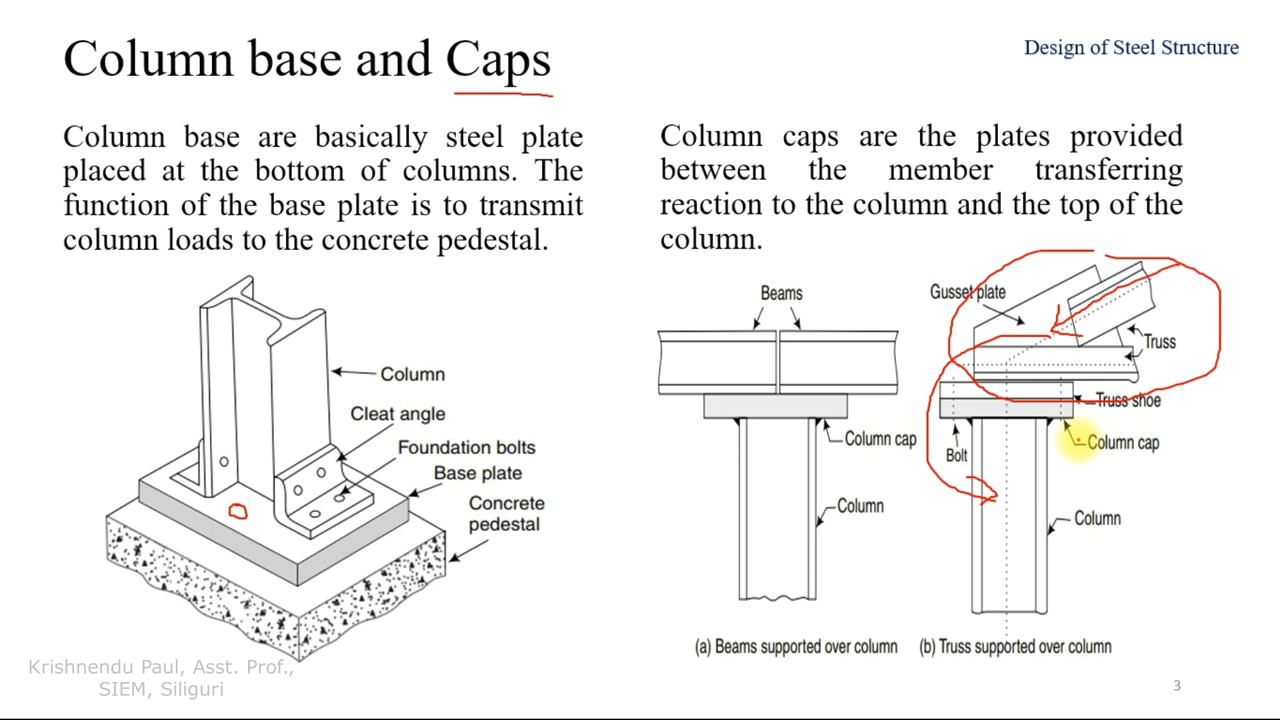 Column base and Caps
Design of Steel Structure
Column base are basically steel plate
placed at the bottom of columns. The
function of the base plate is to transmit
column loads to the concrete pedestal.
Column caps are the plates provided
between the member transferring
reaction to the column and the top of the
column.
Column
Cleat angle
Foundation bolts
Base plate
Concrete
pedestal
Beams
Column cap
Column
(a) Beams supported over column
Gusset plate
Truss
Truss shoe
Column cap
Bolt
Column
(b) Truss supported over column
Krishnendu Paul, Asst. Prof.,
SIEM, Siliguri
3